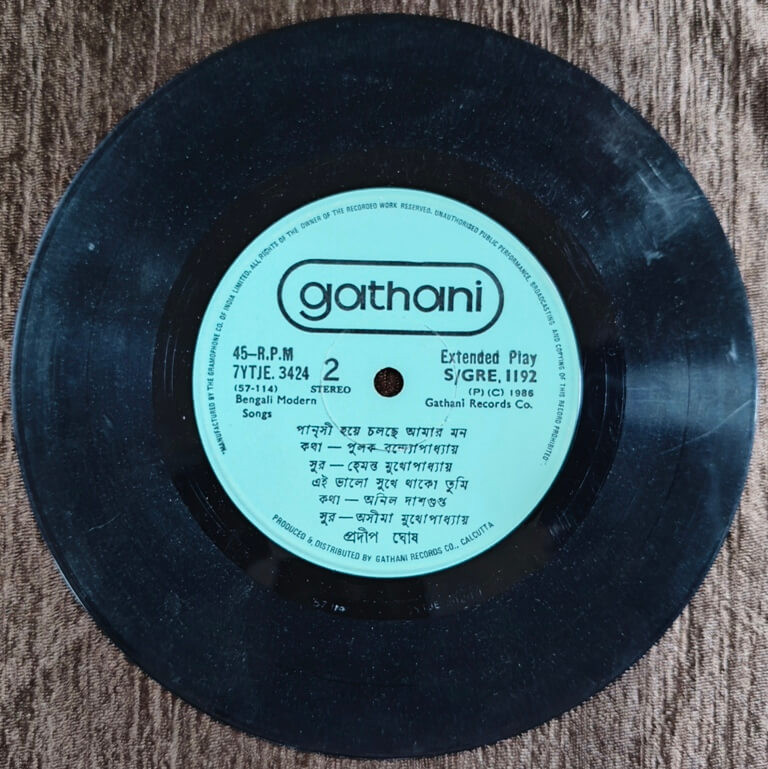 "MANUFACTURED BY THE GRAMOPHONE CO. OF INDIA LIMITED. ALL RIGHTS OF THE OWNER OF THE RECORDED WORK RESERVED. UNAUTHORISED PUBLIC PERFORMANCE, BROADCASTING AND COPYING OF THIS RECORD PROHIBITED"
gathani
45–R.P.M
7YTJE. 3424
(57-114)
Bengali Modern
Songs
2
STEREO
Extended Play
S/GRE. 1192
(P) (C) 1986
Gathani Records Co.
পানসী হয়ে চলছে আমার মন
কথা — পুলক বন্দ্যোপাধ্যায়
সুর — হেমন্ত মুখোপাধ্যায়
এই ভালো সুখে থাকো তুমি
কথা — অনিল দাশগুপ্ত
সুর — অসীমা মুখোপাধ্যায়
প্রদীপ ঘোষ
PRODUCED & DISTRIBUTED BY GATHANI RECORDS CO., CALCUTTA